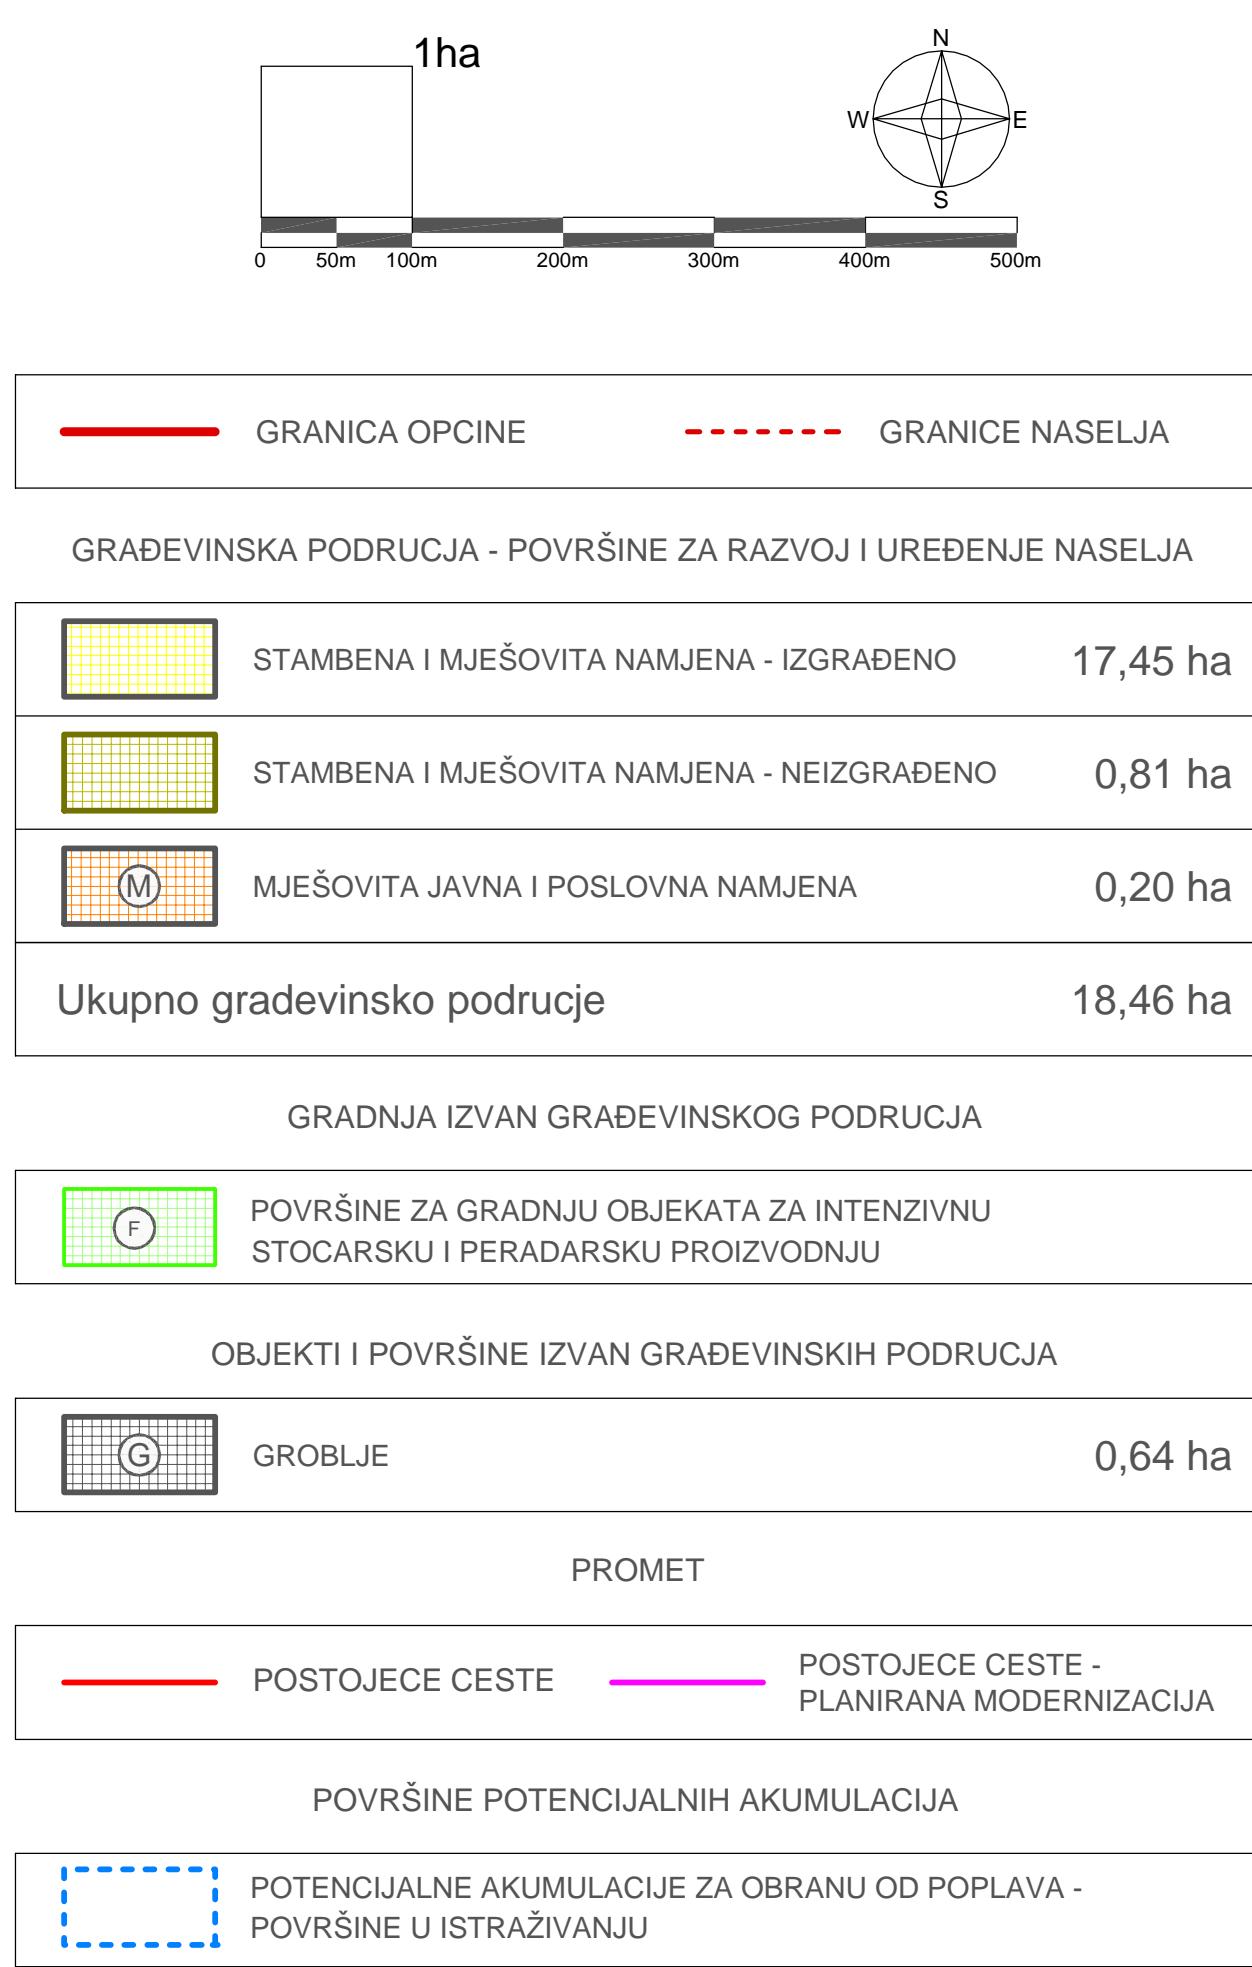 1ha
N
W E
S
0 50m 100m 200m 300m 400m 500m
GRANICA OPCINE GRANICE NASELJA
GRAĐEVINSKA PODRUCJA - POVRŠINE ZA RAZVOJ I UREĐENJE NASELJA
STAMBENA I MJEŠOVITA NAMJENA - IZGRAĐENO 17,45 ha
STAMBENA I MJEŠOVITA NAMJENA - NEIZGRAĐENO 0,81 ha
M MJEŠOVITA JAVNA I POSLOVNA NAMJENA 0,20 ha
Ukupno gradevinsko podrucje 18,46 ha
GRADNJA IZVAN GRAĐEVINSKOG PODRUCJA
F POVRŠINE ZA GRADNJU OBJEKATA ZA INTENZIVNU
STOCARSKU I PERADARSKU PROIZVODNJU
OBJEKTI I POVRŠINE IZVAN GRAĐEVINSKIH PODRUCJA
G GROBLJE 0,64 ha
PROMET
POSTOJECE CESTE
POSTOJECE CESTE -
PLANIRANA MODERNIZACIJA
POVRŠINE POTENCIJALNIH AKUMULACIJA
POTENCIJALNE AKUMULACIJE ZA OBRANU OD POPLAVA -
POVRŠINE U ISTRAŽIVANJU